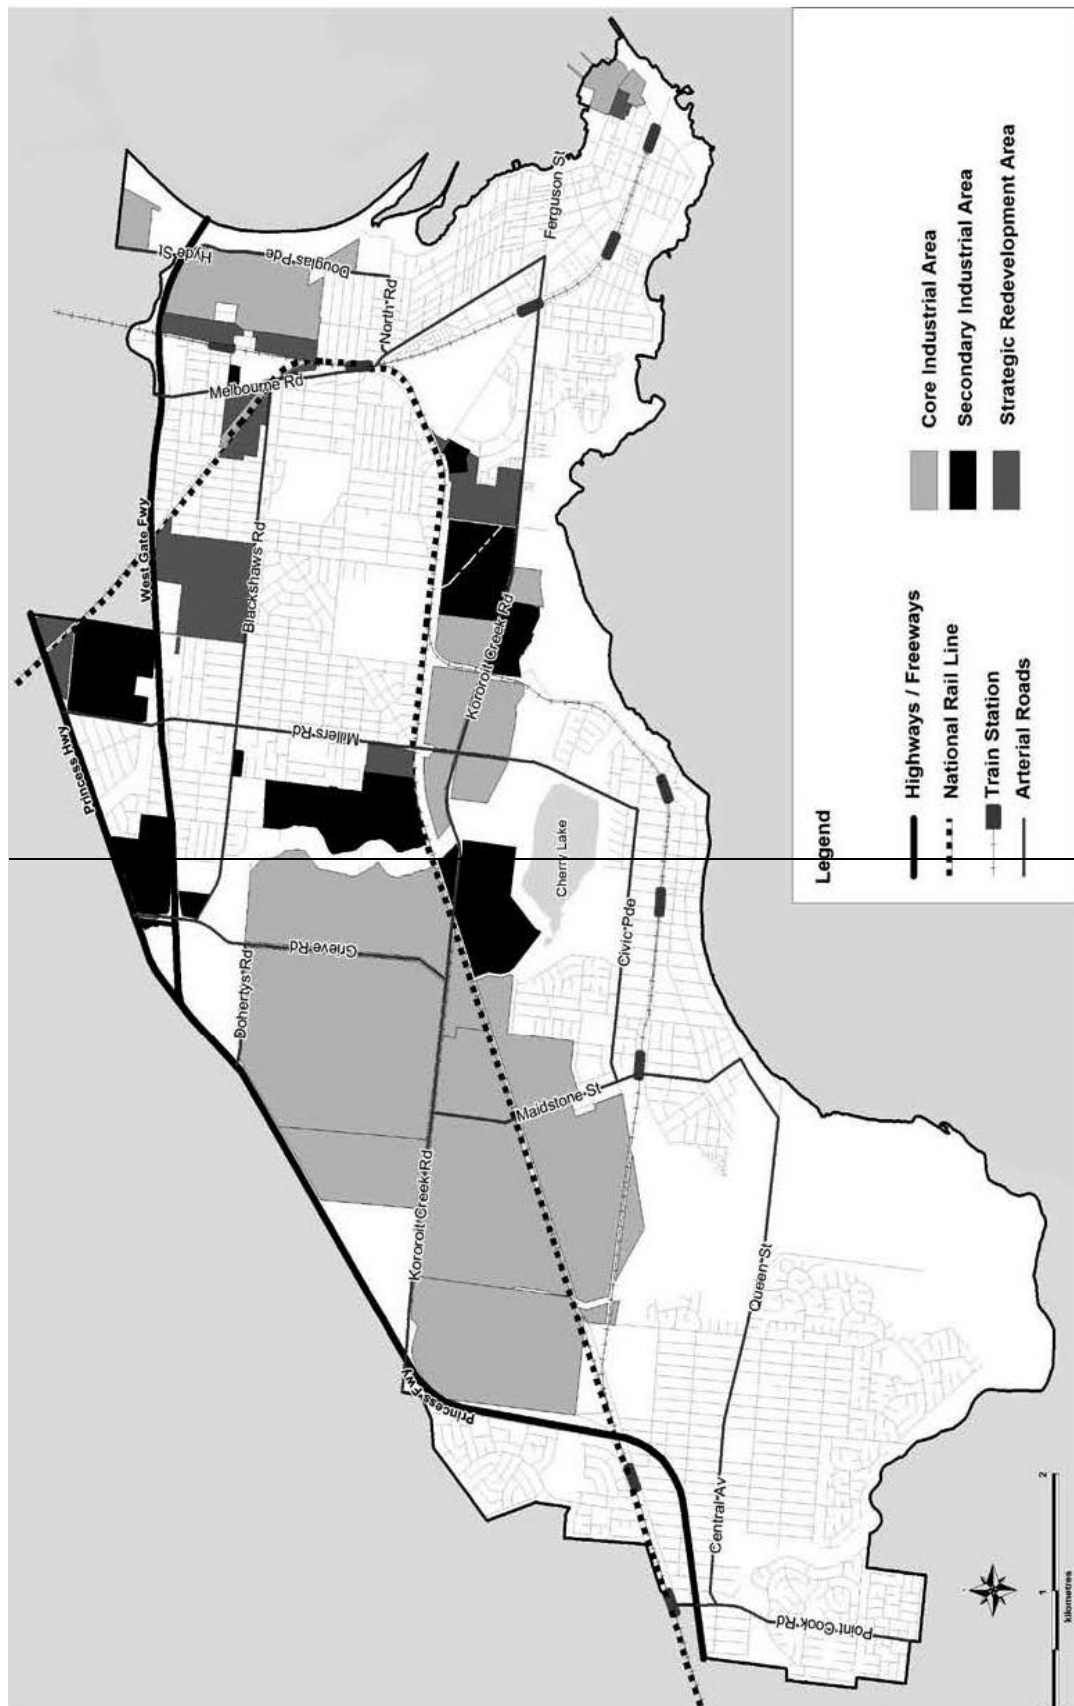 Princess Hwy
West Gate Fwy
Hyde St
Douglas Pde
North Rd
Melbourne Rd
Ferguson St
Blackshaws Rd
Millers Rd
Kororoit Creek Rd
Cherry Lake
Civic Pde
Grieve Rd
Dohertys Rd
Maidstone St
Kororoit Creek Rd
Queen St
Princess Fwy
Central Av
Point Cook Rd
Legend
Highways / Freeways
National Rail Line
Train Station
Arterial Roads
Core Industrial Area
Secondary Industrial Area
Strategic Redevelopment Area
1
2
kilometres